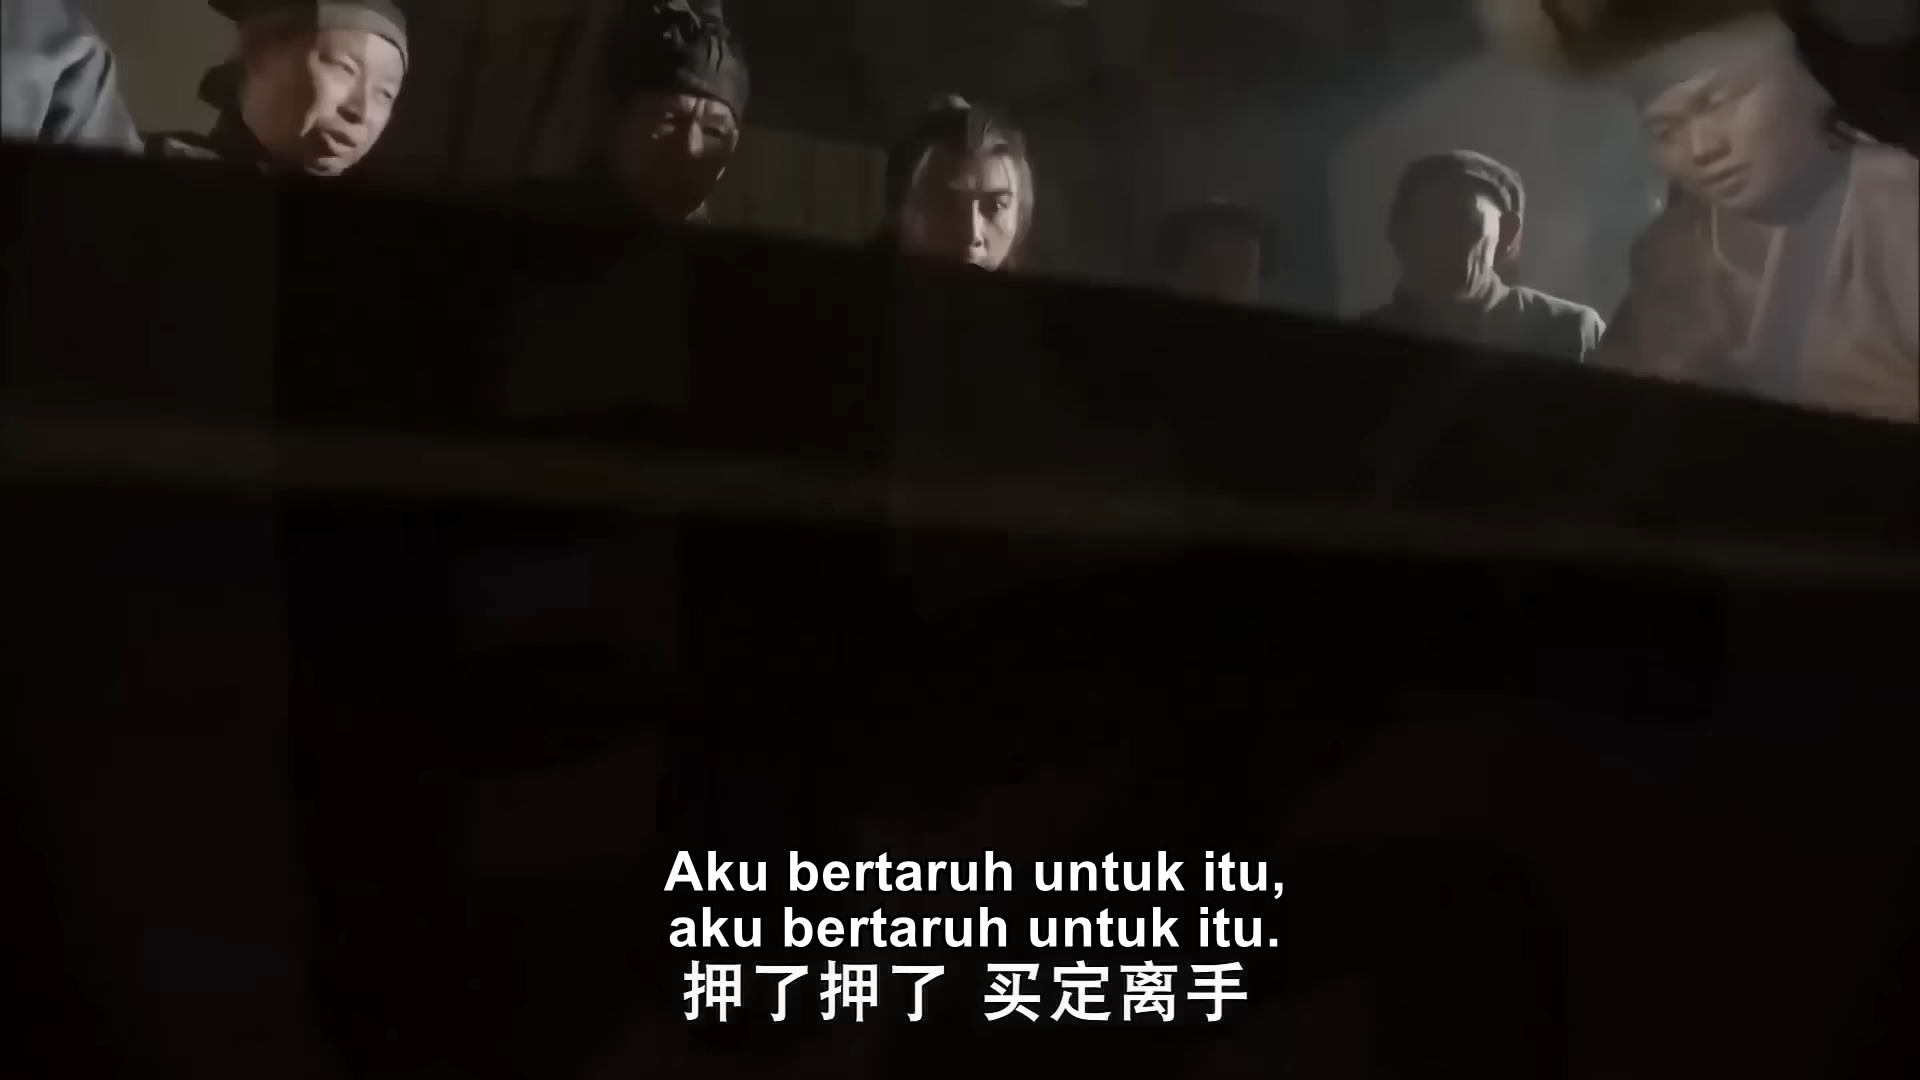 Aku bertaruh untuk itu,
aku bertaruh untuk itu.
押了押了 买定离手